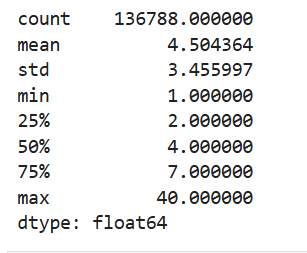 count    136788.000000
mean          4.504364
std           3.455997
min           1.000000
25%           2.000000
50%           4.000000
75%           7.000000
max          40.000000
dtype: float64